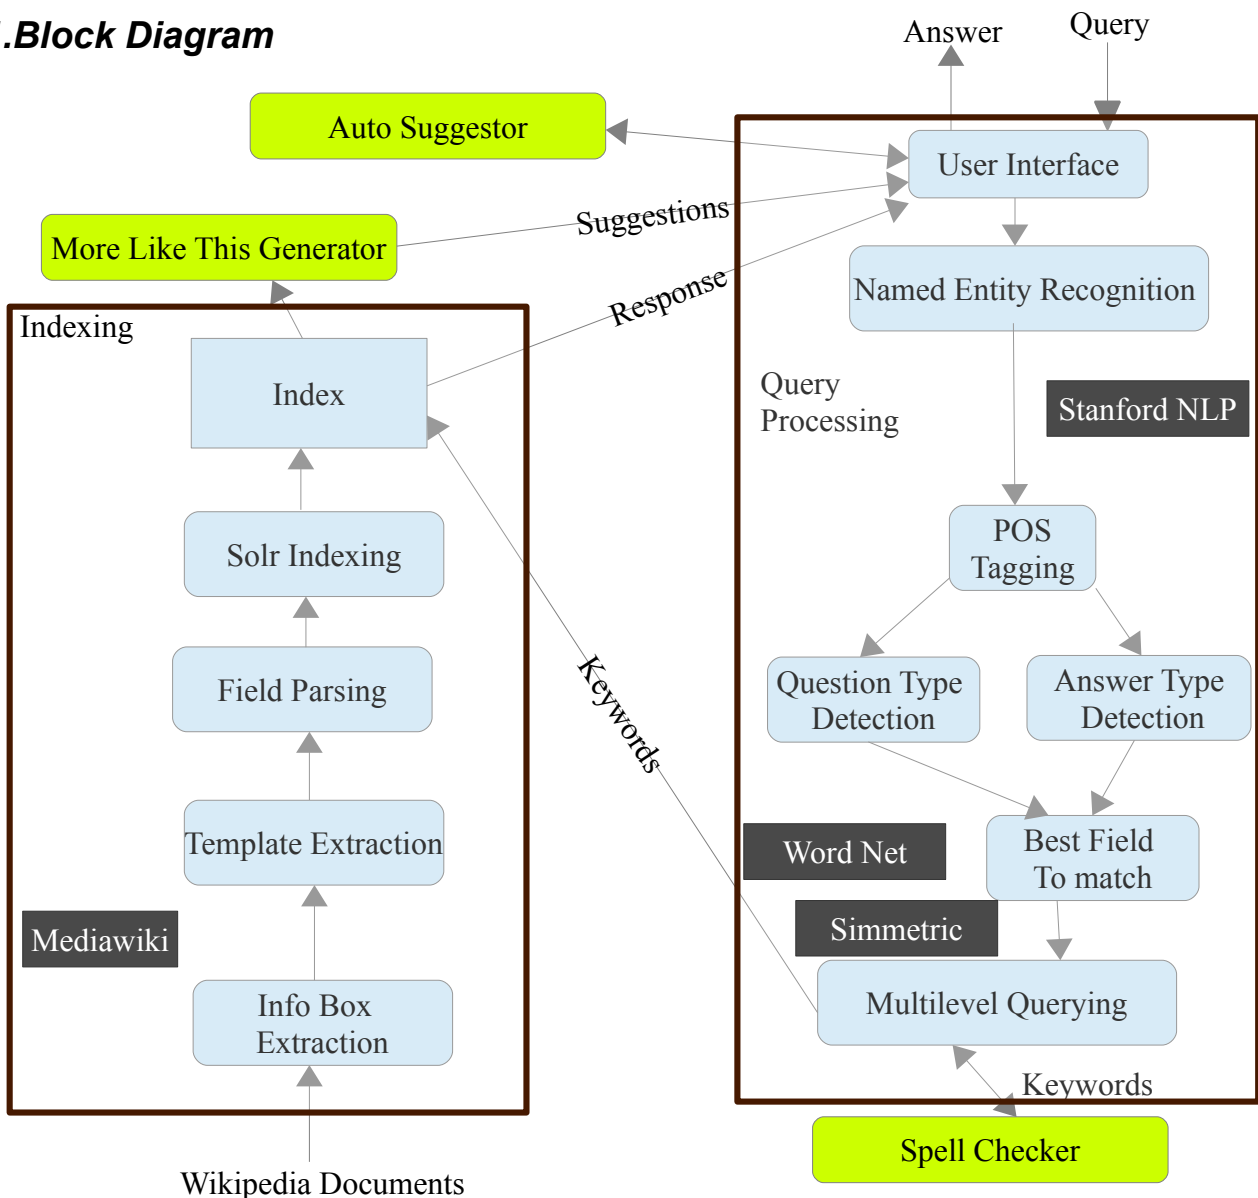 .Block Diagram
Answer
Query
Auto Suggestor
User Interface
Suggestions
More Like This Generator
Named Entity Recognition
Response
Indexing
Index
Query
Processing
Stanford NLP
Solr Indexing
POS
Tagging
Field Parsing
Keywords
Question Type
Detection
Answer Type
Detection
Template Extraction
Word Net
Best Field
To match
Mediawiki
Simmetric
Info Box
Extraction
Multilevel Querying
Keywords
Spell Checker
Wikipedia Documents